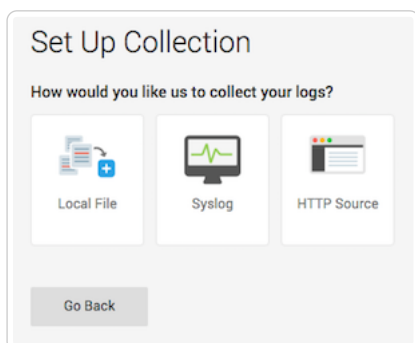 Set Up Collection
How would you like us to collect your logs?
Local File
Syslog
HTTP Source
Go Back